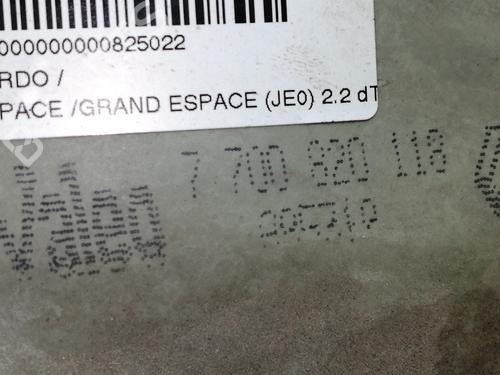 000000000825022
RDO /
PACE /GRAND ESPACE (JE0) 2.2 dT
7 700 820 118
Valeo